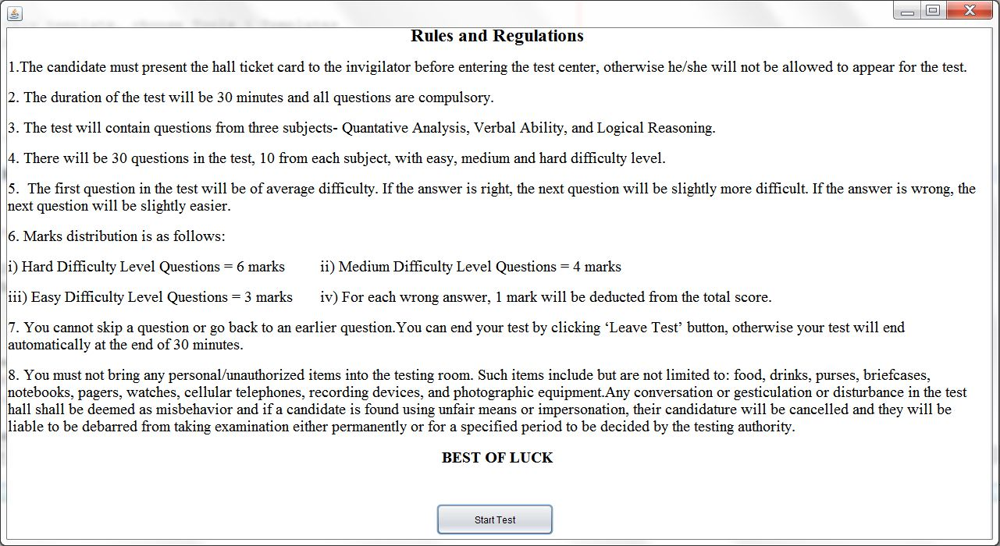 Rules and Regulations
1.The candidate must present the hall ticket card to the invigilator before entering the test center, otherwise he/she will not be allowed to appear for the test.
2. The duration of the test will be 30 minutes and all questions are compulsory.
3. The test will contain questions from three subjects- Quantative Analysis, Verbal Ability, and Logical Reasoning.
4. There will be 30 questions in the test, 10 from each subject, with easy, medium and hard difficulty level.
5.  The first question in the test will be of average difficulty. If the answer is right, the next question will be slightly more difficult. If the answer is wrong, the
next question will be slightly easier.
6. Marks distribution is as follows:
i) Hard Difficulty Level Questions = 6 marks ii) Medium Difficulty Level Questions = 4 marks
iii) Easy Difficulty Level Questions = 3 marks iv) For each wrong answer, 1 mark will be deducted from the total score.
7. You cannot skip a question or go back to an earlier question.You can end your test by clicking ‘Leave Test’ button, otherwise your test will end
automatically at the end of 30 minutes.
8. You must not bring any personal/unauthorized items into the testing room. Such items include but are not limited to: food, drinks, purses, briefcases,
notebooks, pagers, watches, cellular telephones, recording devices, and photographic equipment.Any conversation or gesticulation or disturbance in the test
hall shall be deemed as misbehavior and if a candidate is found using unfair means or impersonation, their candidature will be cancelled and they will be
liable to be debarred from taking examination either permanently or for a specified period to be decided by the testing authority.
BEST OF LUCK
Start Test